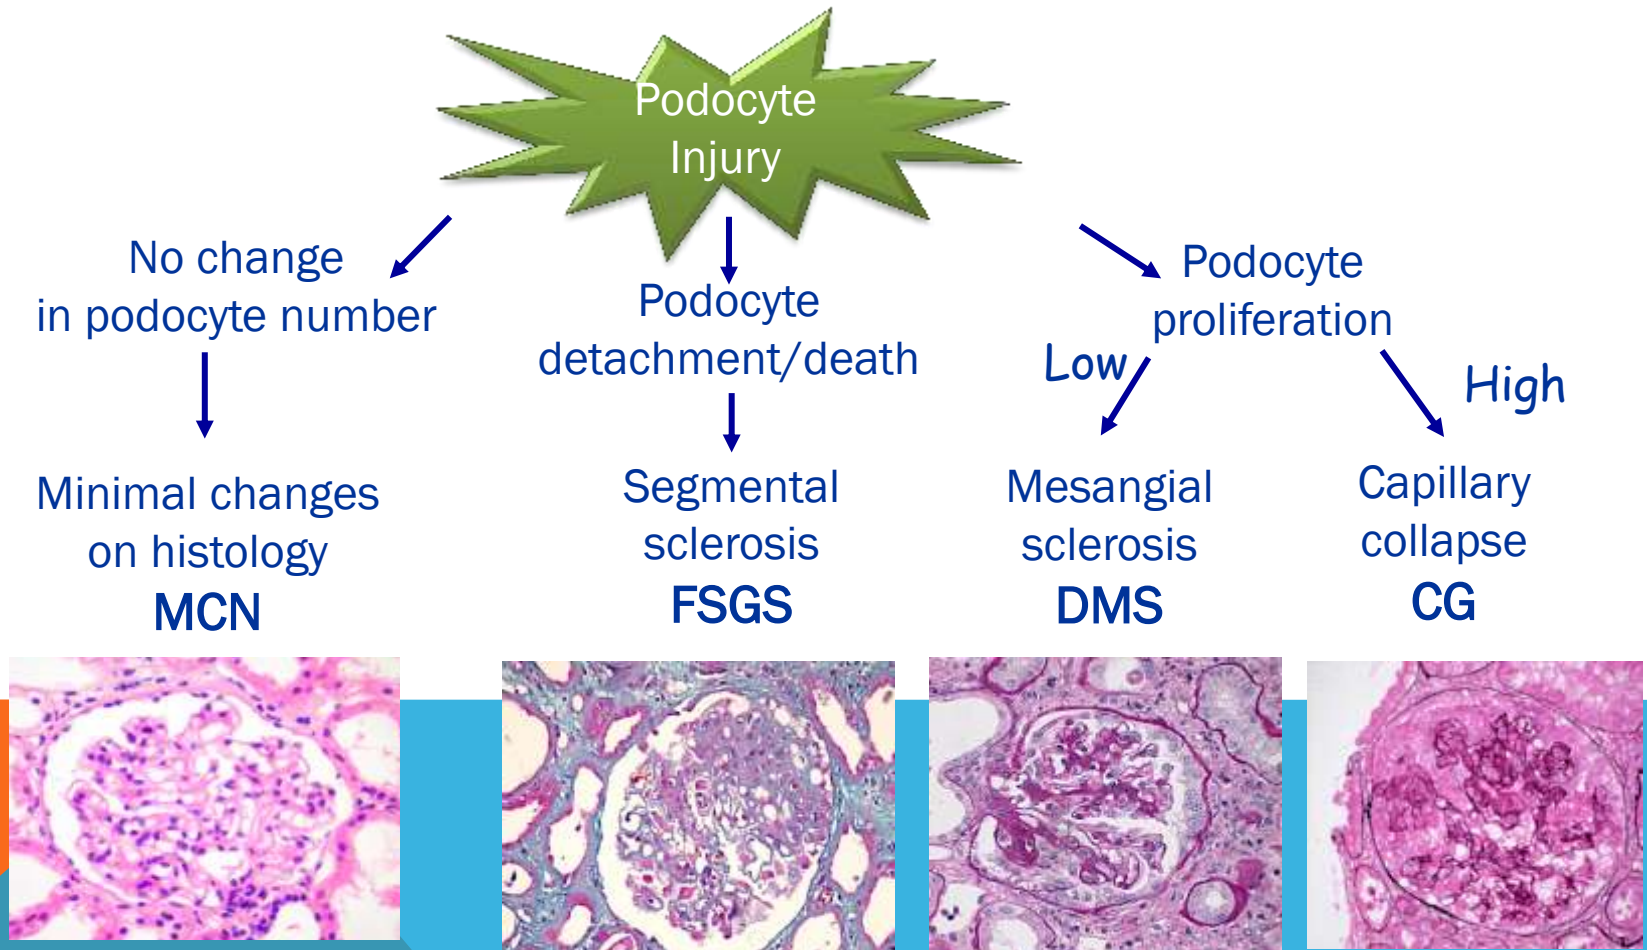 Podocyte
Injury
No change
in podocyte number
Podocyte
detachment/death
Podocyte
proliferation
Low
High
Minimal changes
on histology
MCN
Segmental
sclerosis
FSGS
Mesangial
sclerosis
DMS
Capillary
collapse
CG